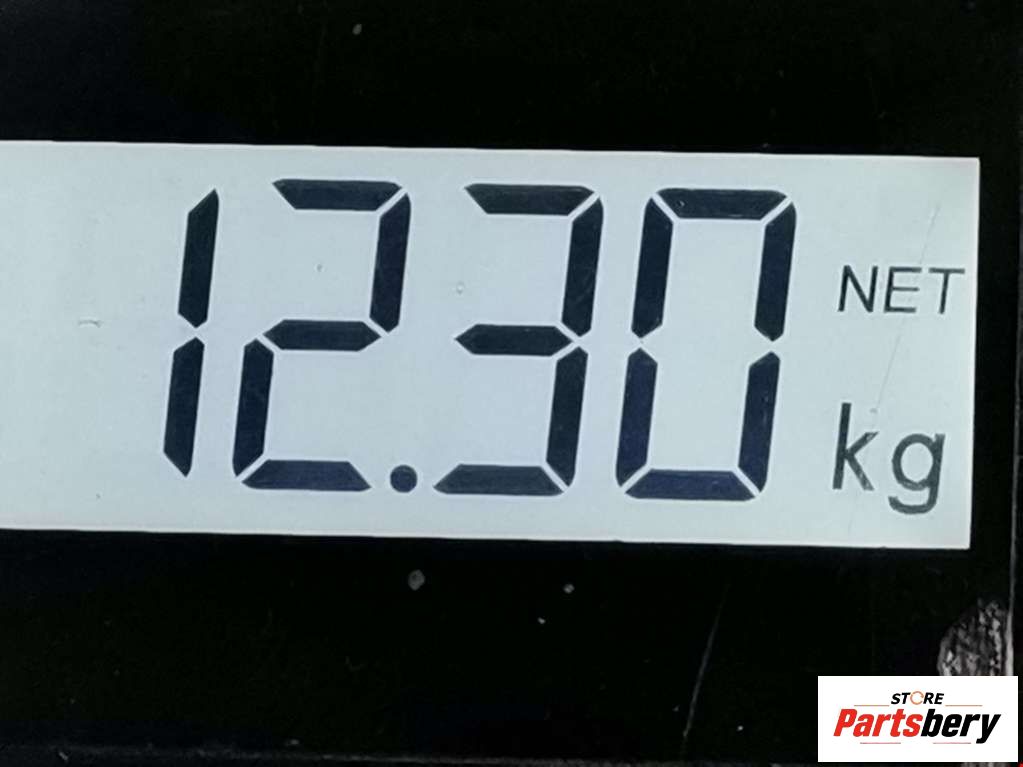 12.30 NET
kg
STORE
Partsbery